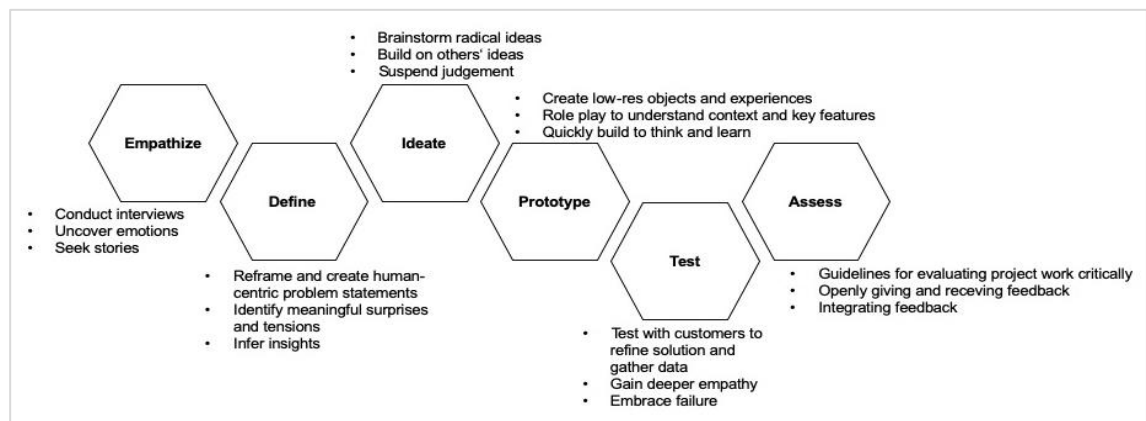 Empathize
• Conduct interviews
• Uncover emotions
• Seek stories
Define
• Reframe and create human-
centric problem statements
• Identify meaningful surprises
and tensions
• Infer insights
• Brainstorm radical ideas
• Build on others' ideas
• Suspend judgement
Ideate
• Create low-res objects and experiences
• Role play to understand context and key features
• Quickly build to think and learn
Prototype
Test
• Test with customers to
refine solution and
gather data
• Gain deeper empathy
• Embrace failure
Assess
• Guidelines for evaluating project work critically
• Openly giving and receving feedback
• Integrating feedback